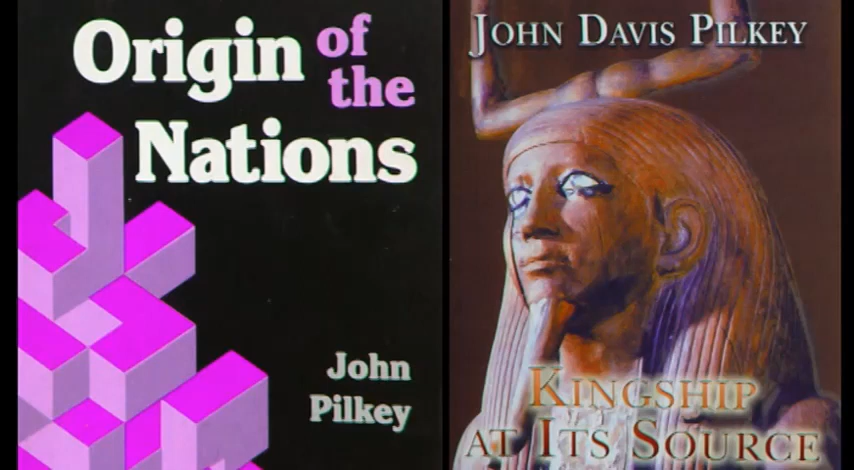 Origin of
the
Nations
John
Pilkey
JOHN DAVIS PILKEY
KINGSHIP
AT ITS SOURCE